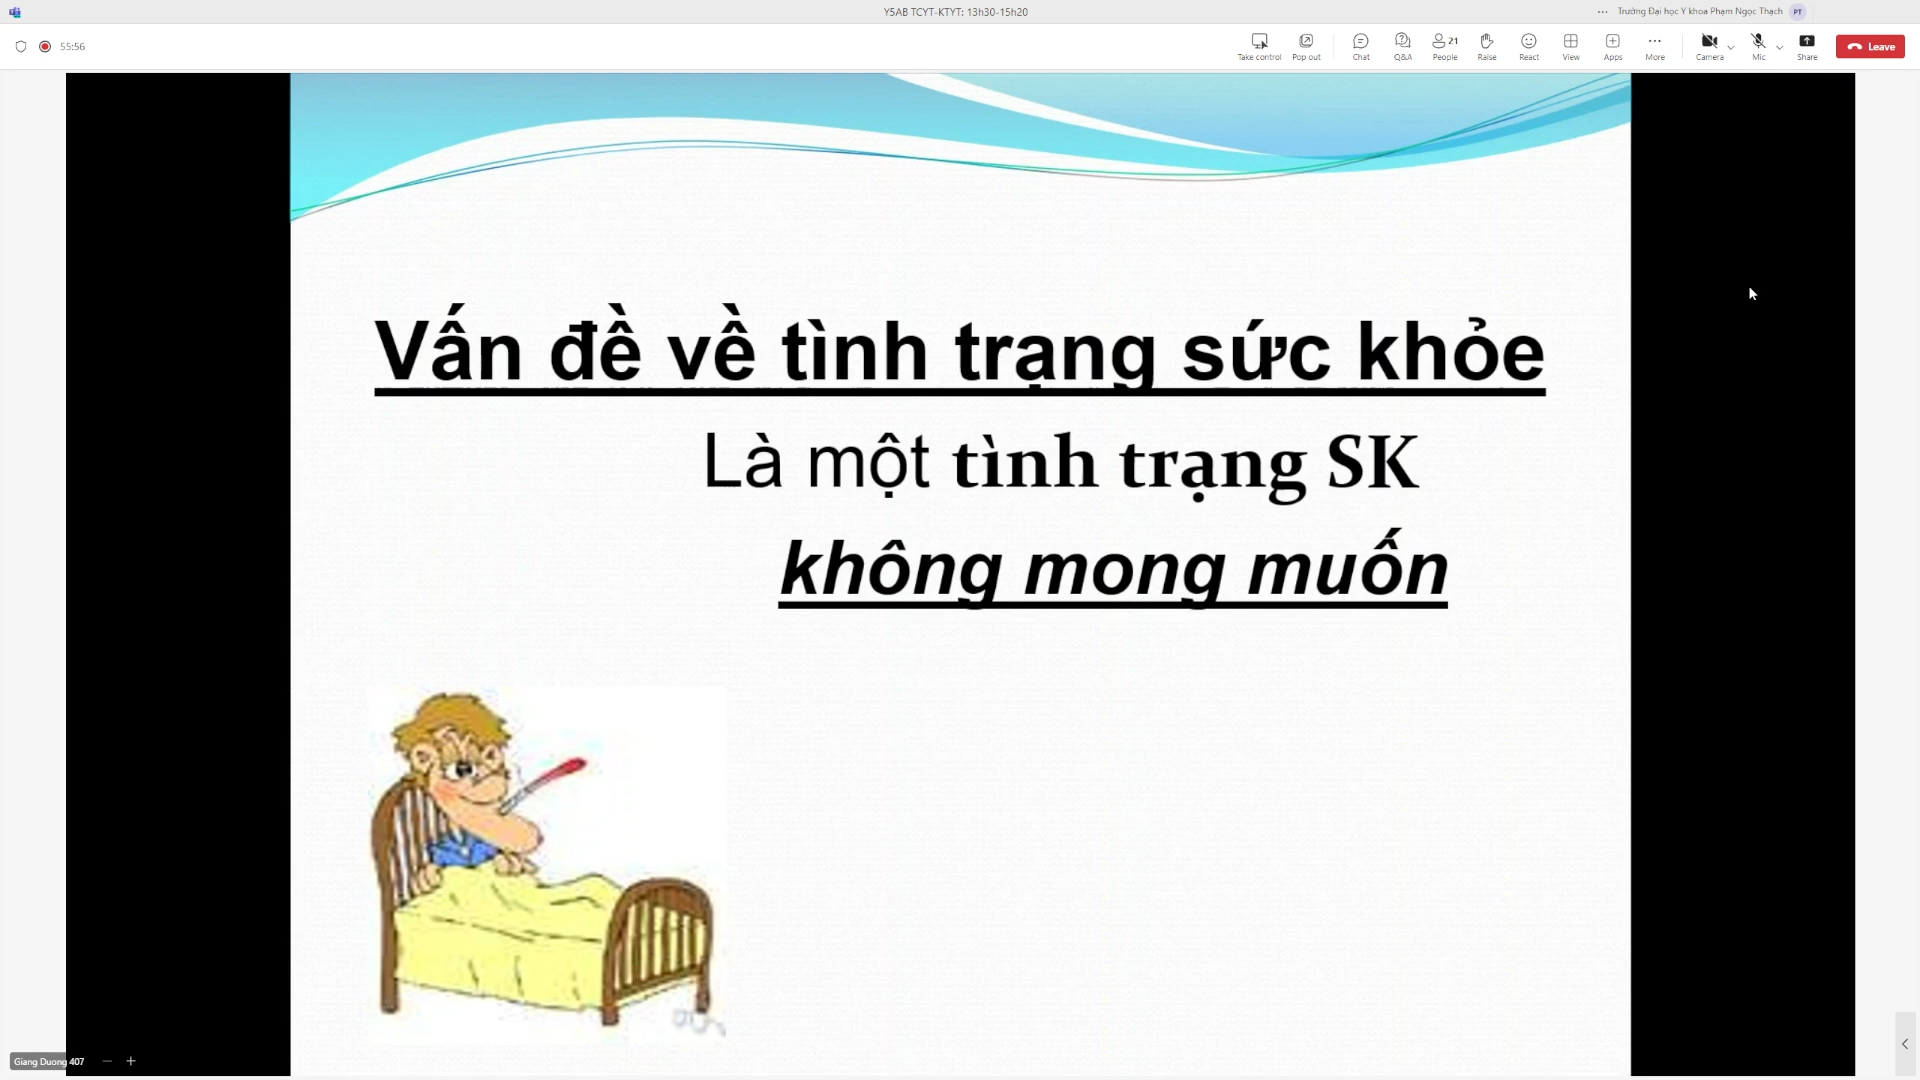 Y5AB TCYT-KTYT: 13h30-15h20
Trường Đại học Y khoa Phạm Ngọc Thạch
PT
55:56
Take control
Pop out
Chat
Q&A
21
People
Raise
React
View
Apps
More
Camera
Mic
Share
Leave
Vấn đề về tình trạng sức khỏe
Là một tình trạng SK
không mong muốn
Giang Duong 407